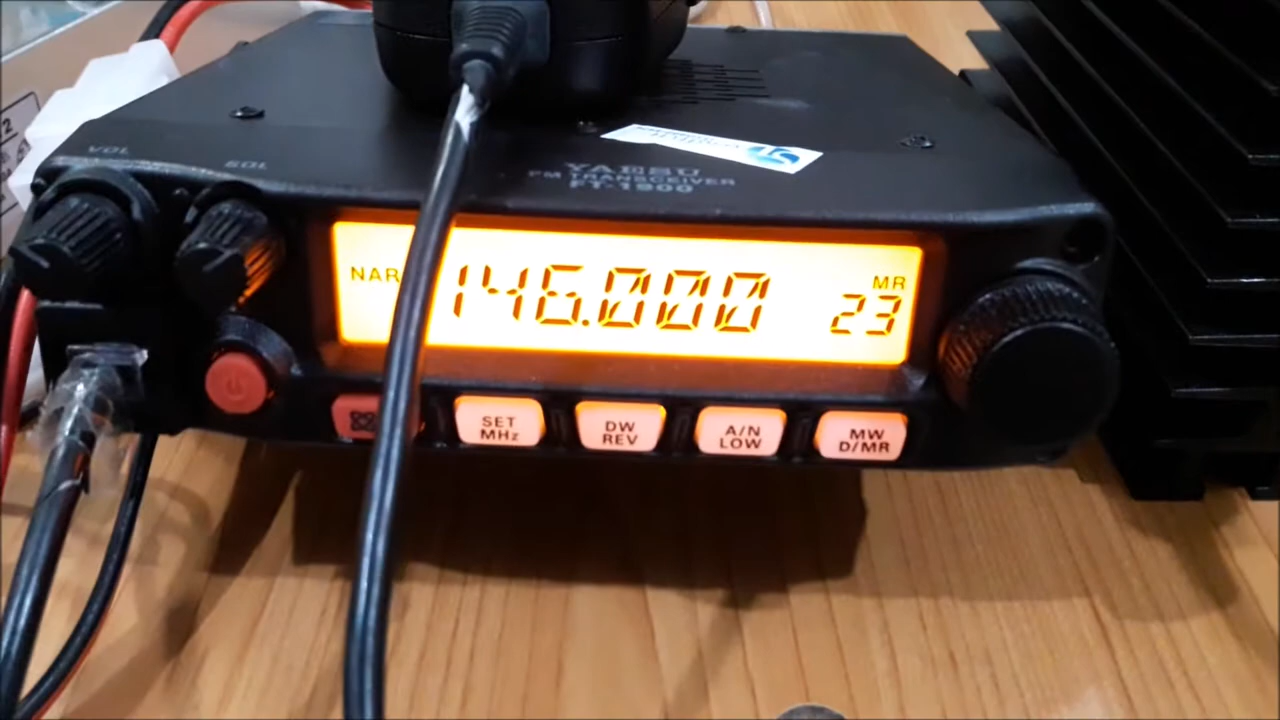 VOL
SQL
YAESU
FM TRANSCEIVER
FT-1900
NAR
146.000
MR
23
SET
MHz
DW
REV
A/N
LOW
MW
D/MR